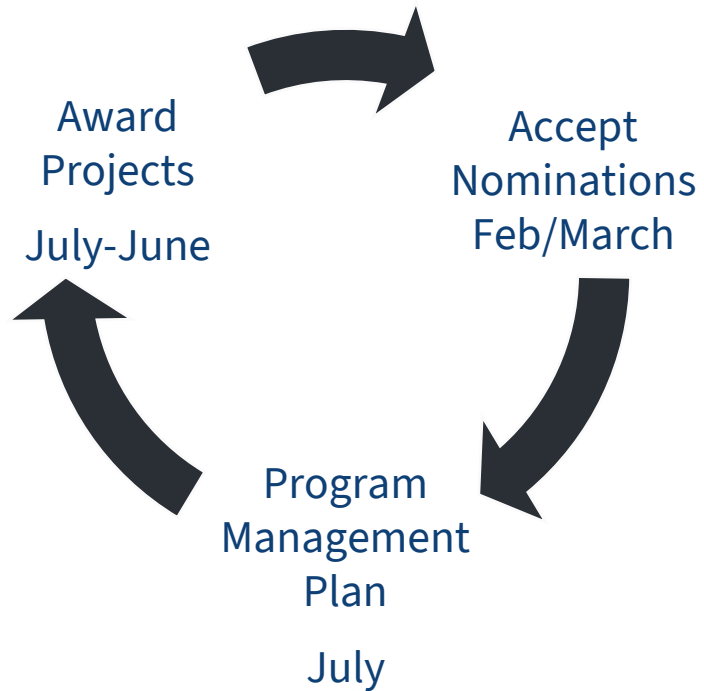 Award
Projects
July-June
Accept
Nominations
Feb/March
Program
Management
Plan
July